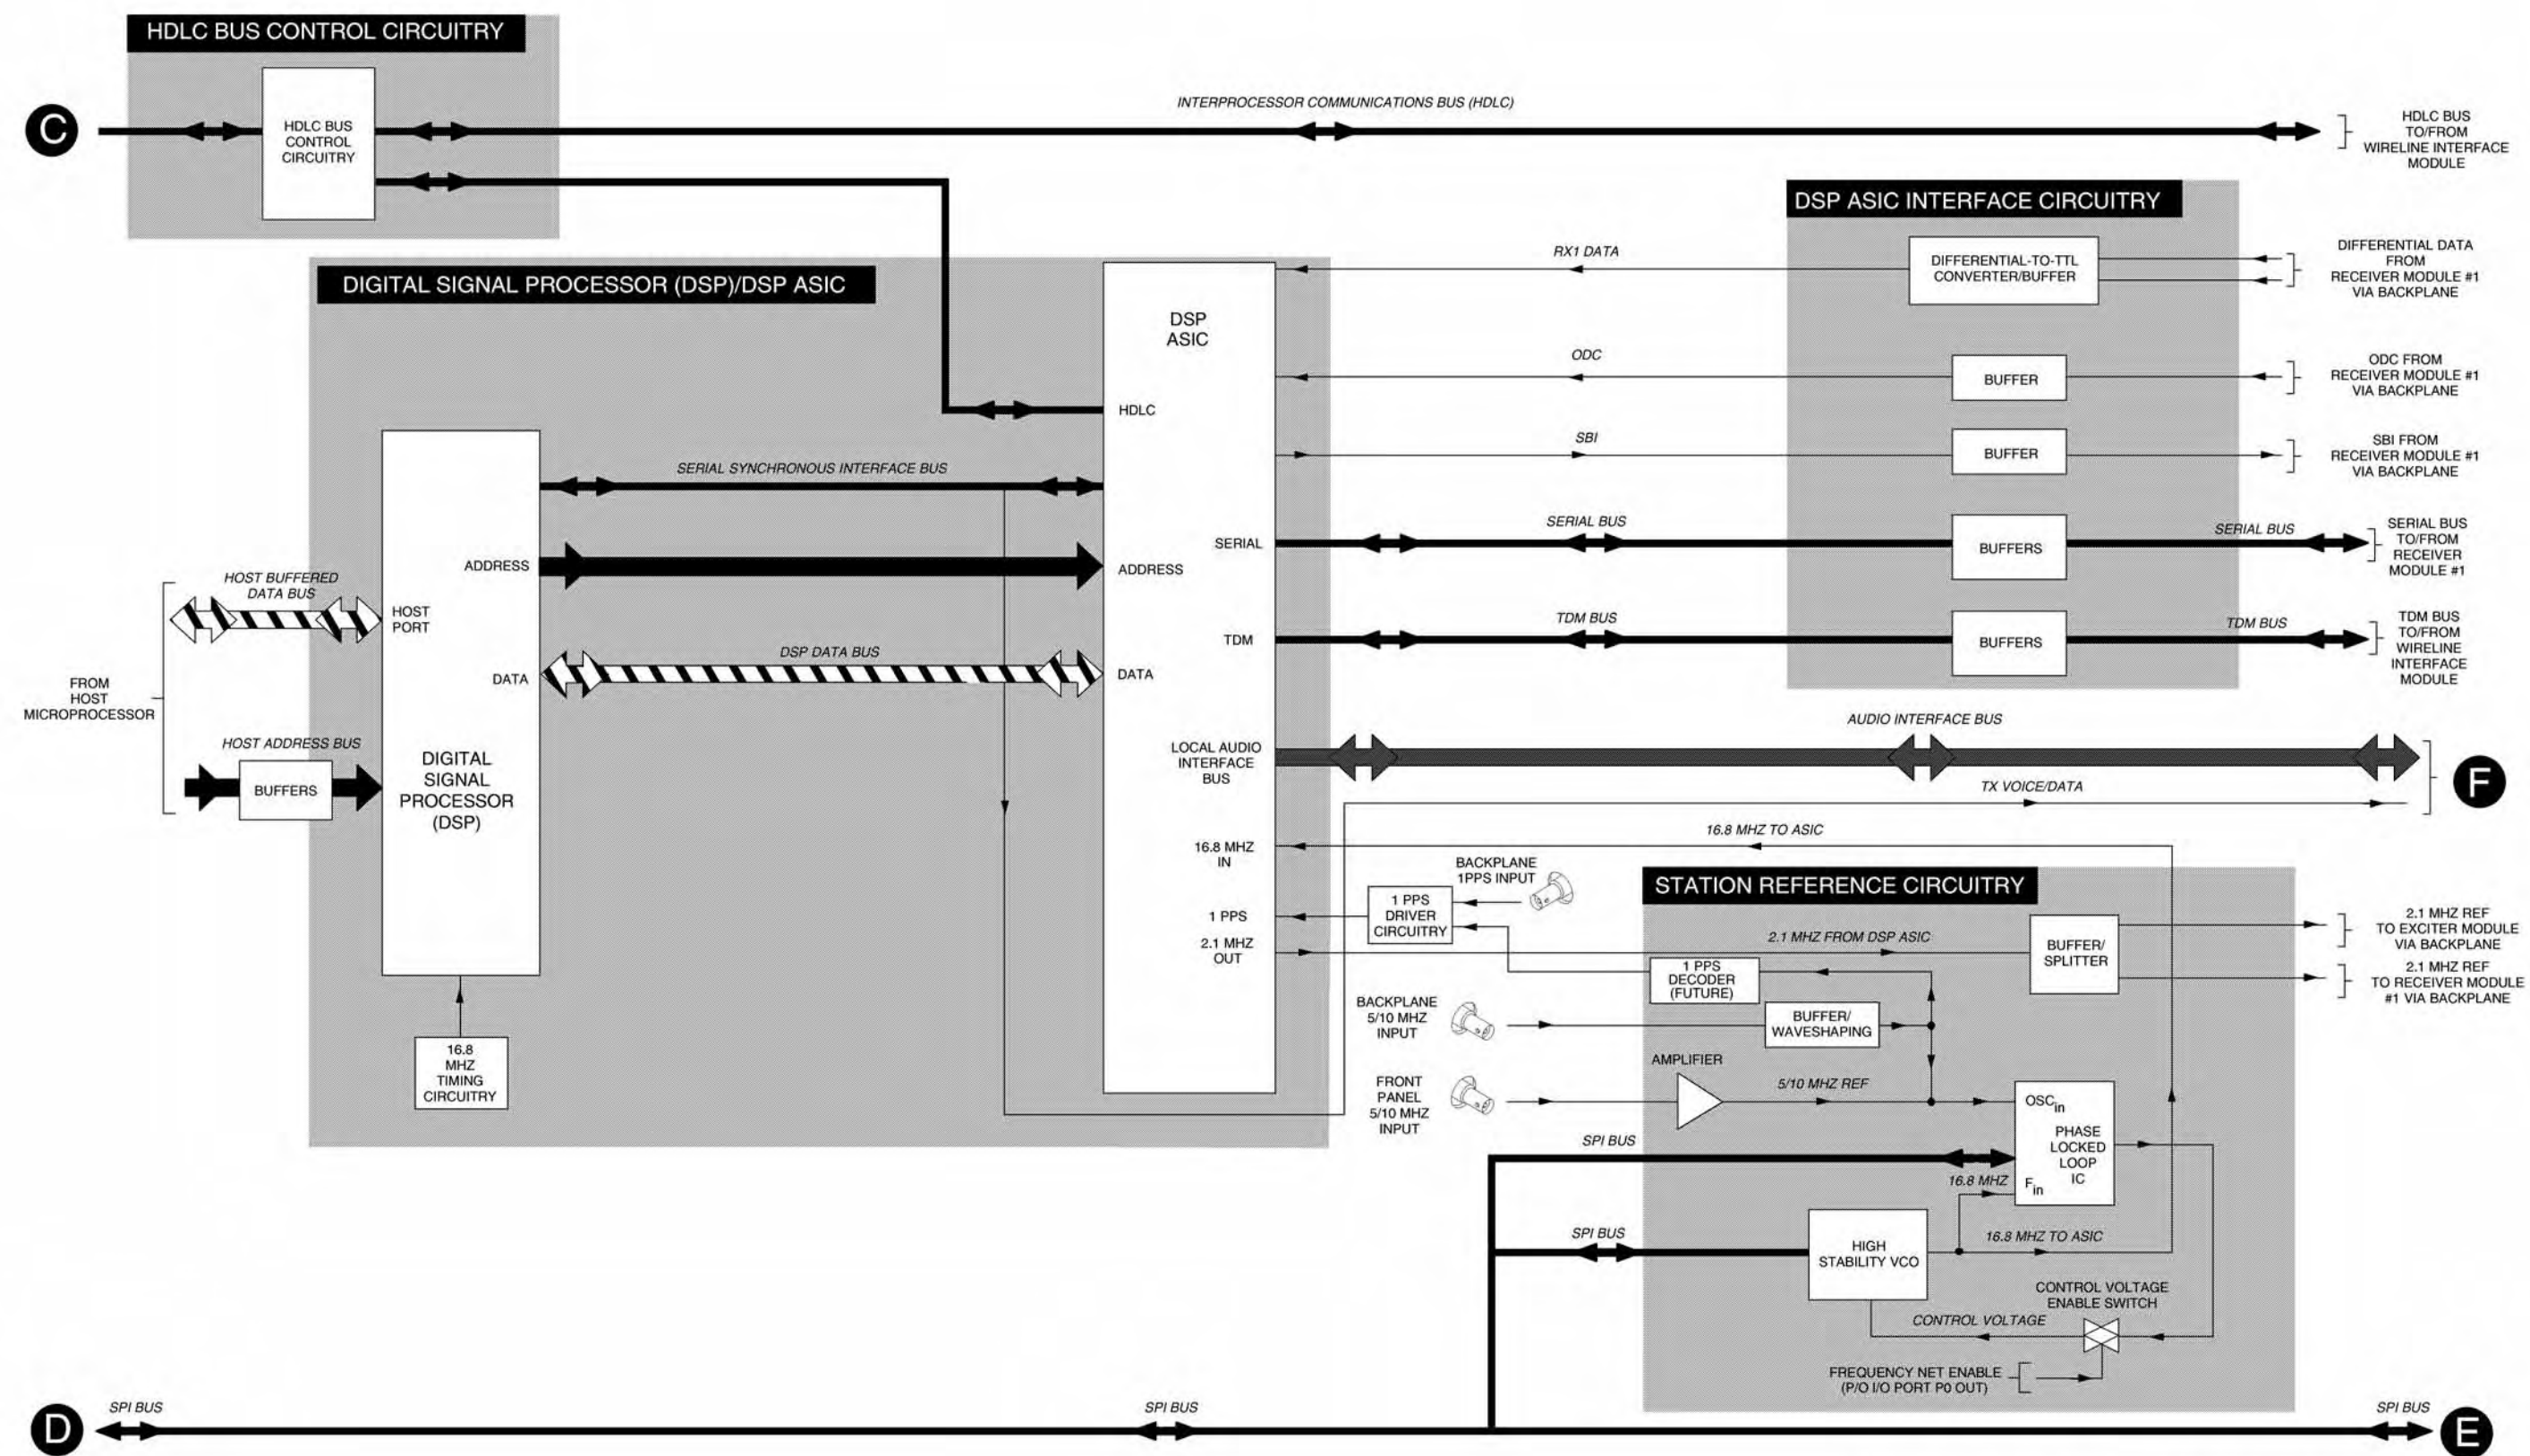 HDLC BUS CONTROL CIRCUITRY
C
HDLC BUS
CONTROL
CIRCUITRY
INTERPROCESSOR COMMUNICATIONS BUS (HDLC)
HDLC BUS
TO/FROM
WIRELINE INTERFACE
MODULE
DSP ASIC INTERFACE CIRCUITRY
DIGITAL SIGNAL PROCESSOR (DSP)/DSP ASIC
RX1 DATA
DIFFERENTIAL-TO-TTL
CONVERTER/BUFFER
DIFFERENTIAL DATA
FROM
RECEIVER MODULE #1
VIA BACKPLANE
DSP
ASIC
ODC
BUFFER
ODC FROM
RECEIVER MODULE #1
VIA BACKPLANE
HDLC
SBI
BUFFER
SBI FROM
RECEIVER MODULE #1
VIA BACKPLANE
SERIAL SYNCHRONOUS INTERFACE BUS
SERIAL
SERIAL BUS
BUFFERS
SERIAL BUS
SERIAL BUS
TO/FROM
RECEIVER
MODULE #1
ADDRESS
ADDRESS
HOST BUFFERED
DATA BUS
HOST
PORT
TDM
TDM BUS
BUFFERS
TDM BUS
TDM BUS
TO/FROM
WIRELINE
INTERFACE
MODULE
DATA
DSP DATA BUS
DATA
FROM
HOST
MICROPROCESSOR
HOST ADDRESS BUS
BUFFERS
DIGITAL
SIGNAL
PROCESSOR
(DSP)
LOCAL AUDIO
INTERFACE
BUS
AUDIO INTERFACE BUS
TX VOICE/DATA
F
16.8 MHZ
IN
16.8 MHZ TO ASIC
BACKPLANE
1PPS INPUT
STATION REFERENCE CIRCUITRY
1 PPS
1 PPS
DRIVER
CIRCUITRY
2.1 MHZ
OUT
2.1 MHZ FROM DSP ASIC
BUFFER/
SPLITTER
2.1 MHZ REF
TO EXCITER MODULE
VIA BACKPLANE
2.1 MHZ REF
TO RECEIVER MODULE
#1 VIA BACKPLANE
1 PPS
DECODER
(FUTURE)
BACKPLANE
5/10 MHZ
INPUT
BUFFER/
WAVESHAPING
16.8
MHZ
TIMING
CIRCUITRY
FRONT
PANEL
5/10 MHZ
INPUT
AMPLIFIER
5/10 MHZ REF
OSCin
PHASE
LOCKED
LOOP
IC
Fin
SPI BUS
16.8 MHZ
SPI BUS
HIGH
STABILITY VCO
16.8 MHZ TO ASIC
CONTROL VOLTAGE
ENABLE SWITCH
CONTROL VOLTAGE
FREQUENCY NET ENABLE
(P/O I/O PORT P0 OUT)
D
SPI BUS
SPI BUS
SPI BUS
E